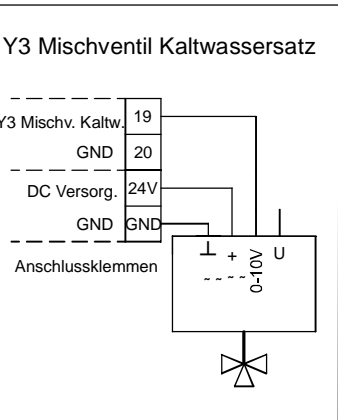 Y3 Mischventil Kaltwassersatz
Y3 Mischv. Kaltw. 19
GND 20
DC Versorg. 24V
GND GND
Anschlussklemmen
⊥ + 0-10V U
~ ~ ~ ~